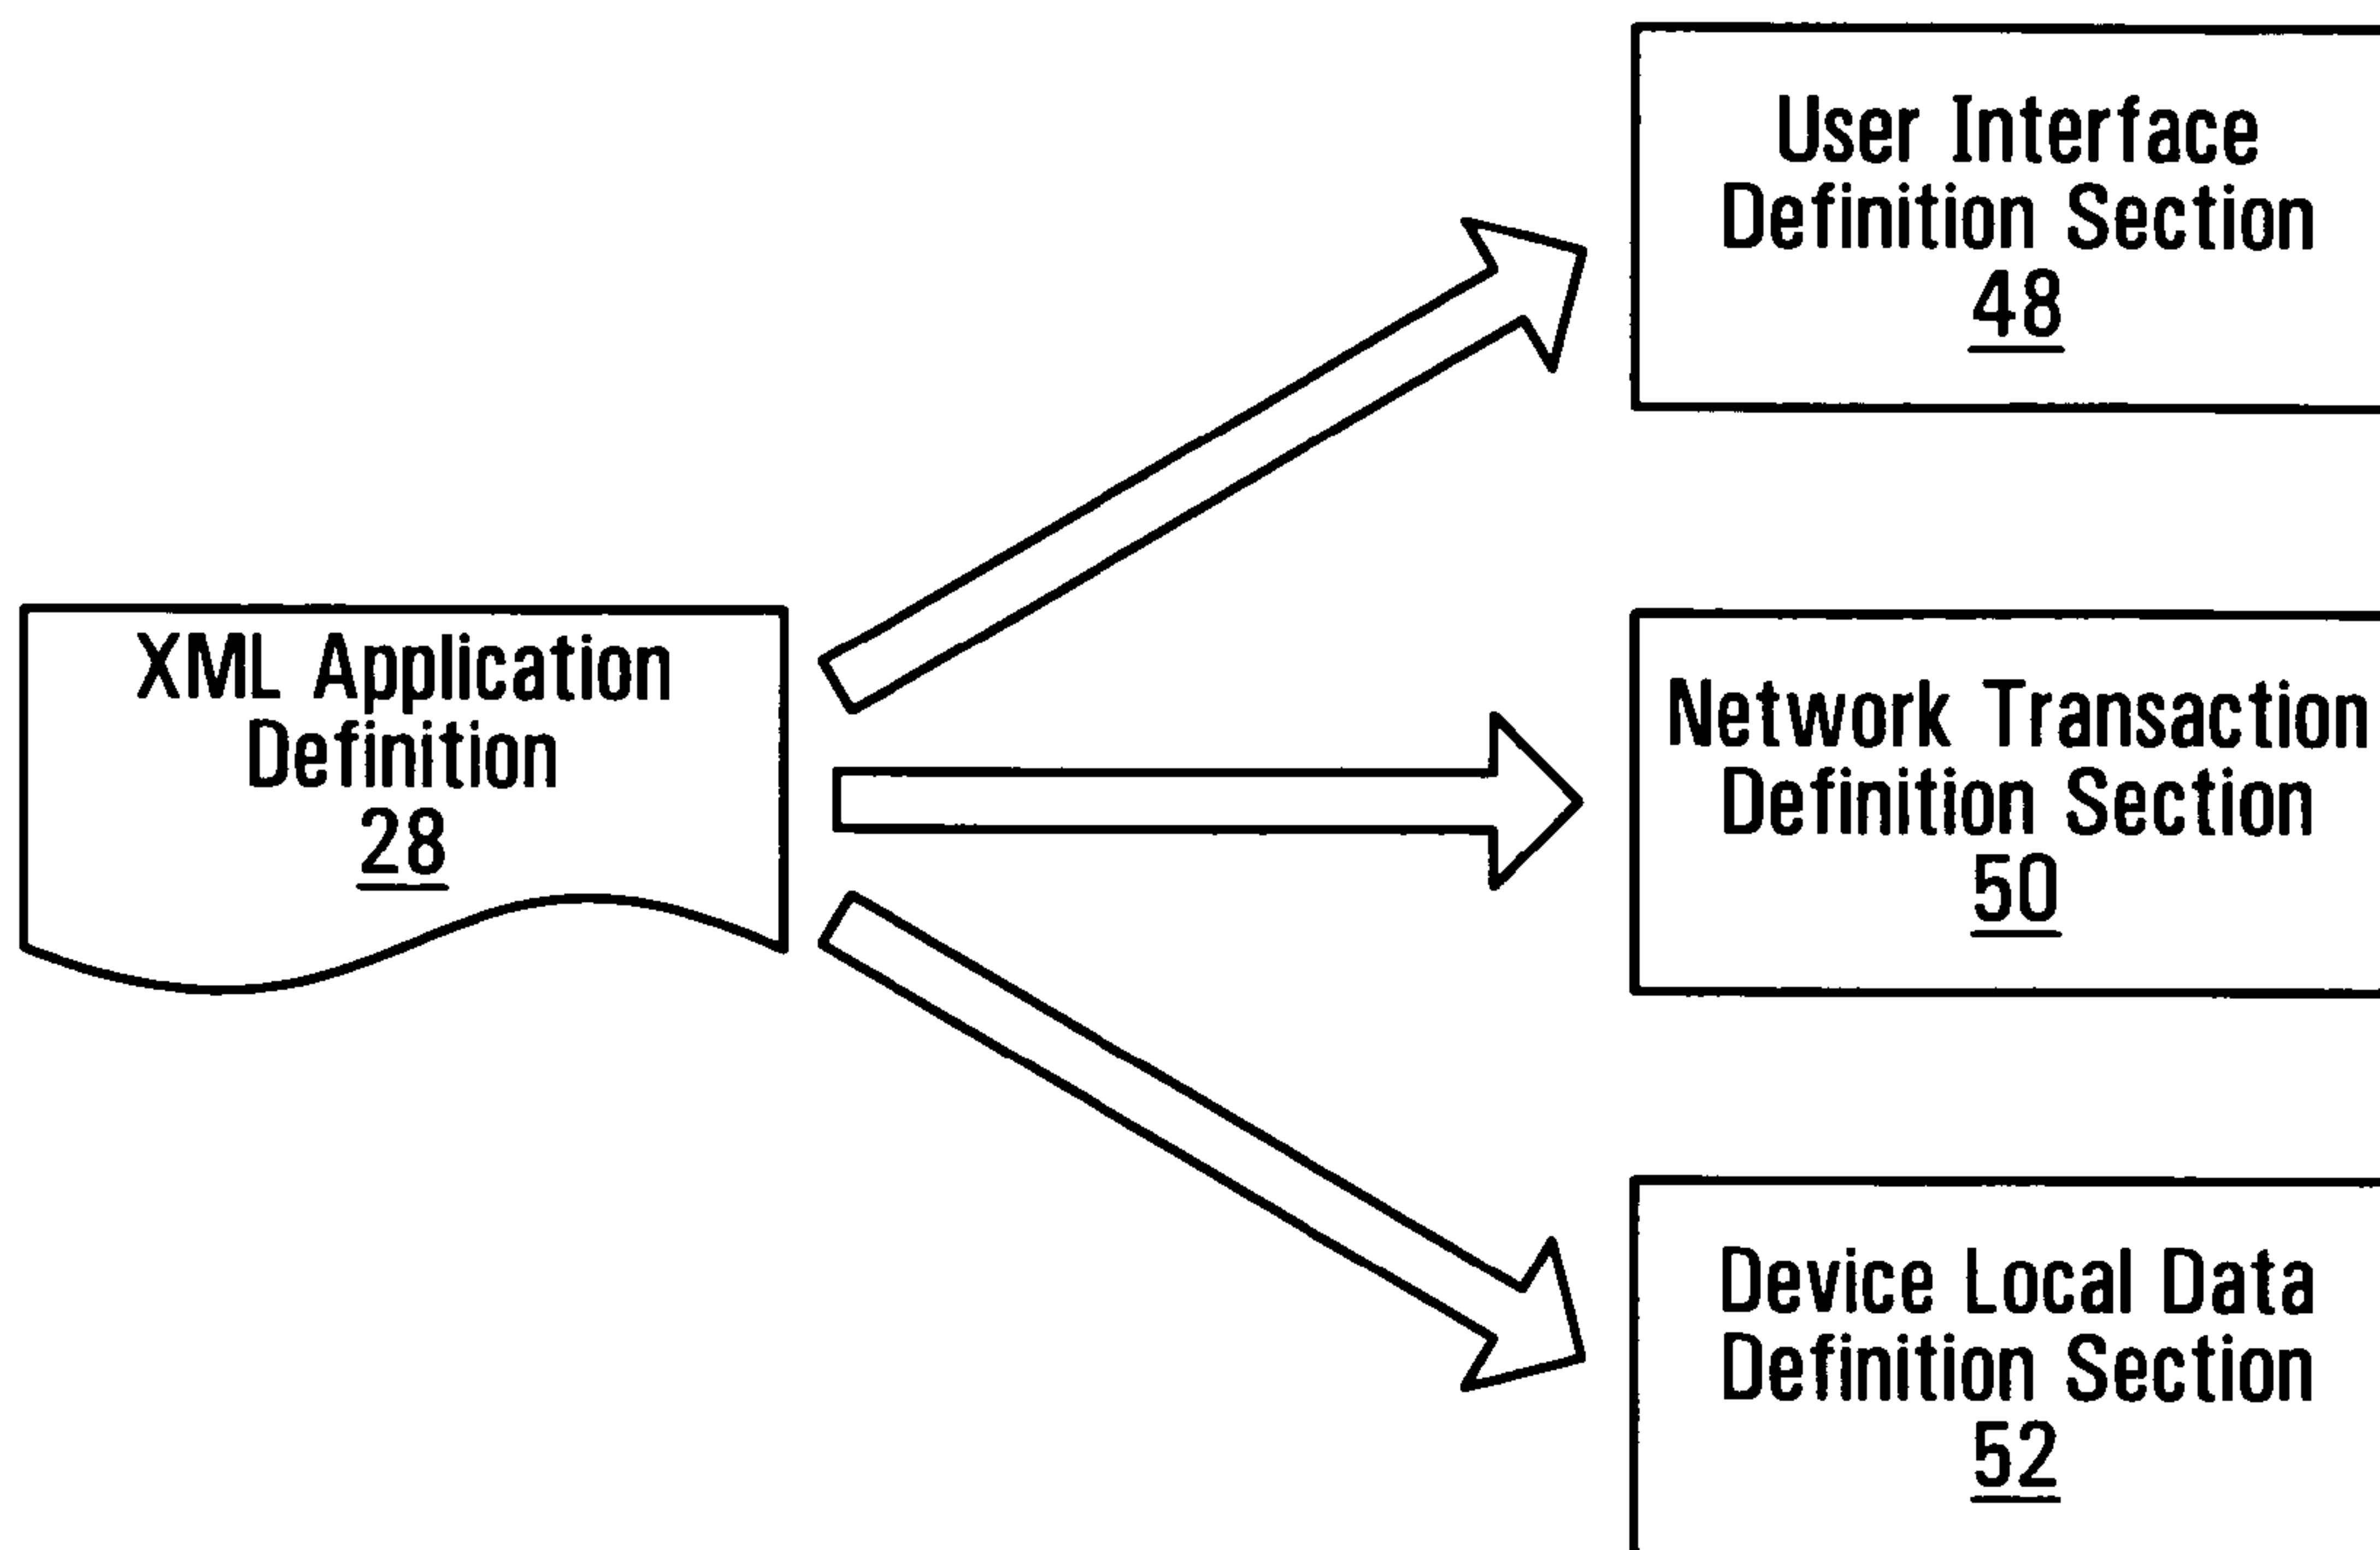 User Interface
Definition Section
48
XML Application
Definition
28
Network Transaction
Definition Section
50
Device Local Data
Definition Section
52